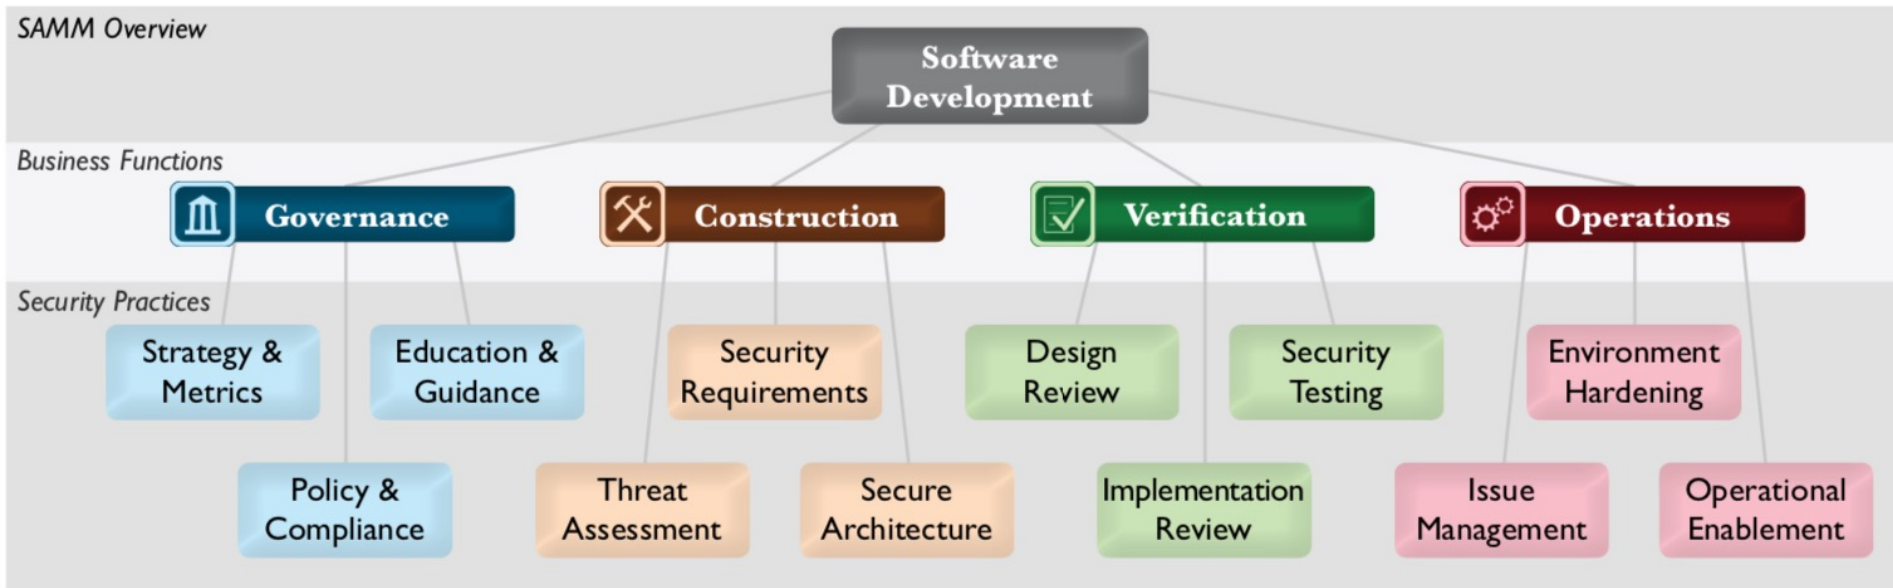 SAMM Overview
Software
Development
Business Functions
Governance
Construction
Verification
Operations
Security Practices
Strategy &
Metrics
Education &
Guidance
Security
Requirements
Design
Review
Security
Testing
Environment
Hardening
Policy &
Compliance
Threat
Assessment
Secure
Architecture
Implementation
Review
Issue
Management
Operational
Enablement